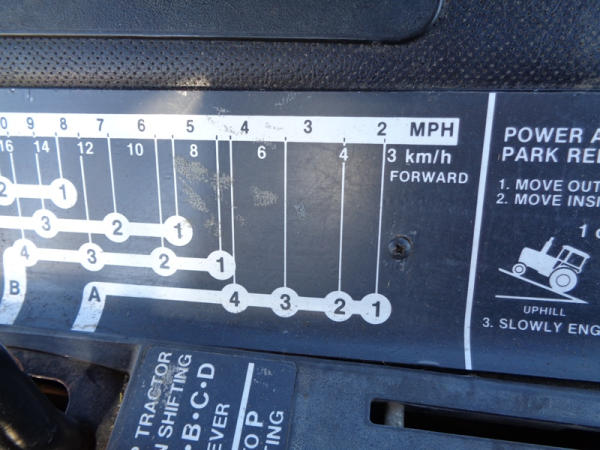 9 8 7 6 5 4 3 2 MPH
16 14 12 10 8 6 4 3 km/h
FORWARD
2 1
3 2 1
4 3 2 1
B A 4 3 2 1
POWER A
PARK RE
1. MOVE OUT
2. MOVE INSI
1
UPHILL
3. SLOWLY ENG
TRACTOR
N SHIFTING
B•C•D
EVER
TO P
TING